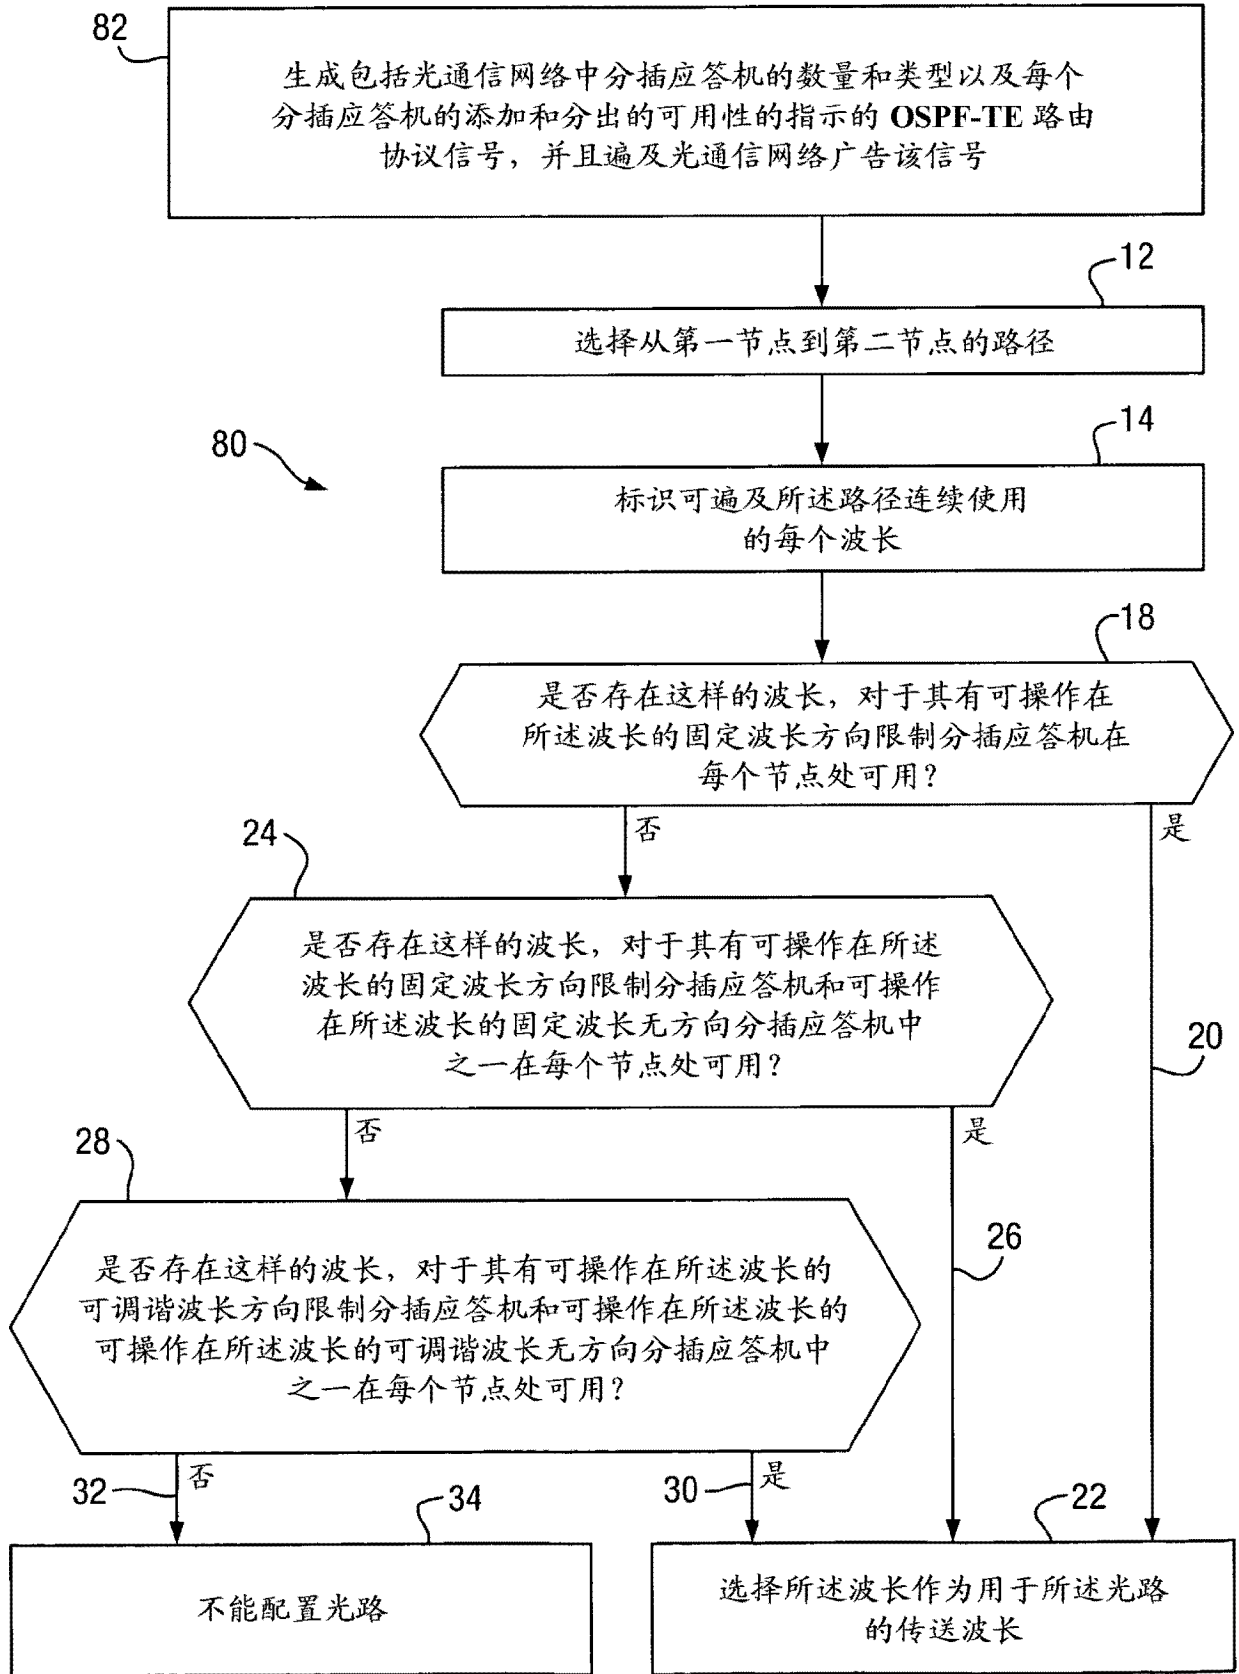 82
生成包括光通信网络中分插应答机的数量和类型以及每个
分插应答机的添加和分出的可用性的指示的 OSPF-TE 路由
协议信号，并且遍及光通信网络广告该信号
12
选择从第一节点到第二节点的路径
80
14
标识可遍及所述路径连续使用
的每个波长
18
是否存在这样的波长，对于其有可操作在
所述波长的固定波长方向限制分插应答机在
每个节点处可用？
否
是
24
是否存在这样的波长，对于其有可操作在所述
波长的固定波长方向限制分插应答机和可操作
在所述波长的固定波长无方向分插应答机中
之一在每个节点处可用？
20
否
是
28
26
是否存在这样的波长，对于其有可操作在所述波长的
可调谐波长方向限制分插应答机和可操作在所述波长的
可操作在所述波长的可调谐波长无方向分插应答机中
之一在每个节点处可用？
否
是
32
34
30
22
不能配置光路
选择所述波长作为用于所述光路
的传送波长